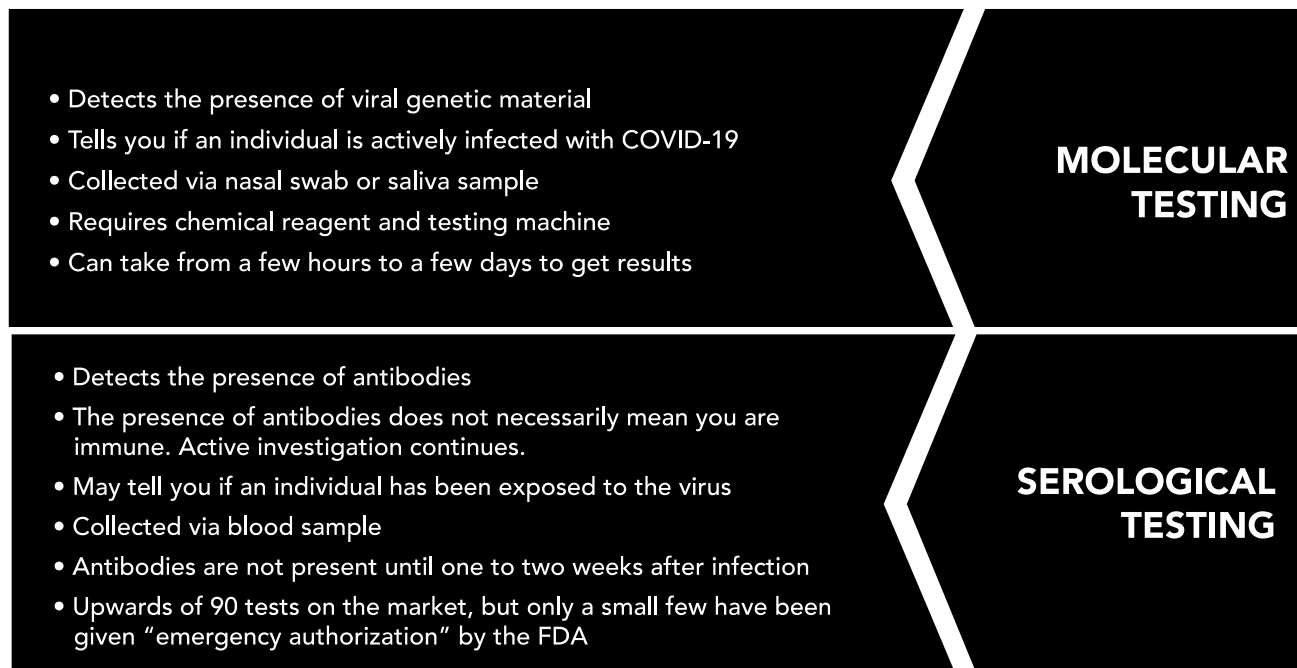 • Detects the presence of viral genetic material
• Tells you if an individual is actively infected with COVID-19
• Collected via nasal swab or saliva sample
• Requires chemical reagent and testing machine
• Can take from a few hours to a few days to get results
MOLECULAR
TESTING
• Detects the presence of antibodies
• The presence of antibodies does not necessarily mean you are
immune. Active investigation continues.
• May tell you if an individual has been exposed to the virus
• Collected via blood sample
• Antibodies are not present until one to two weeks after infection
• Upwards of 90 tests on the market, but only a small few have been
given “emergency authorization” by the FDA
SEROLOGICAL
TESTING